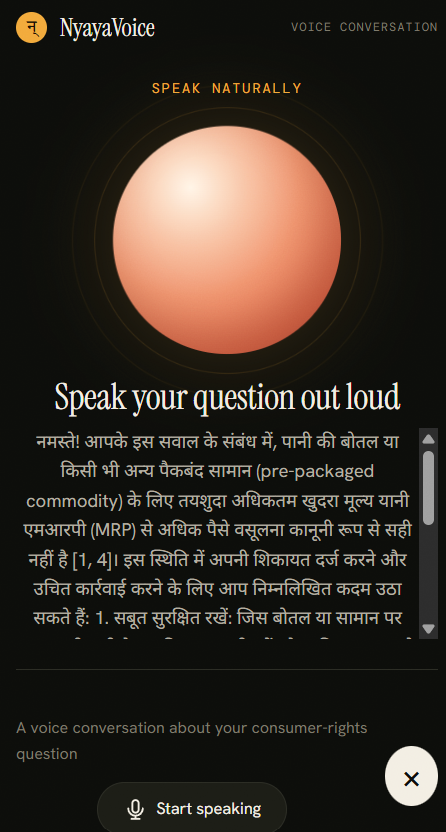 न् NyayaVoice
VOICE CONVERSATION
SPEAK NATURALLY
Speak your question out loud
नमस्ते! आपके इस सवाल के संबंध में, पानी की बोतल या
किसी भी अन्य पैकबंद सामान (pre-packaged
commodity) के लिए तयशुदा अधिकतम खुदरा मूल्य यानी
एमआरपी (MRP) से अधिक पैसे वसूलना कानूनी रूप से सही
नहीं है [1, 4]। इस स्थिति में अपनी शिकायत दर्ज करने और
उचित कार्रवाई करने के लिए आप निम्नलिखित कदम उठा
सकते हैं: 1. सबूत सुरक्षित रखें: जिस बोतल या सामान पर
A voice conversation about your consumer-rights
question
Start speaking